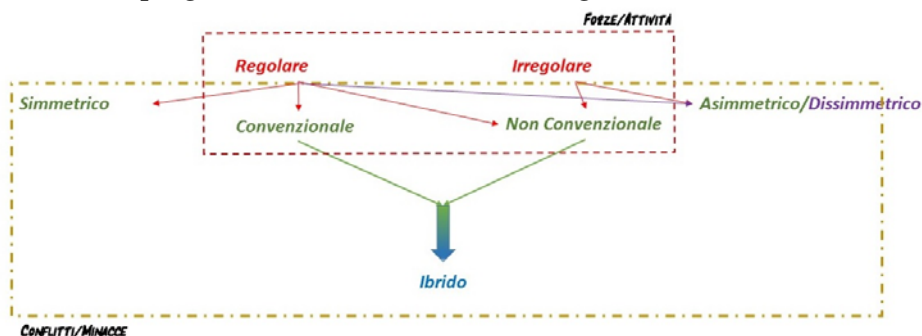 FORZE/ATTIVITÀ
Regolare Irregolare
Simmetrico Asimmetrico/Dissimmetrico
Convenzionale Non Convenzionale
Ibrido
CONFLITTI/MINACCE